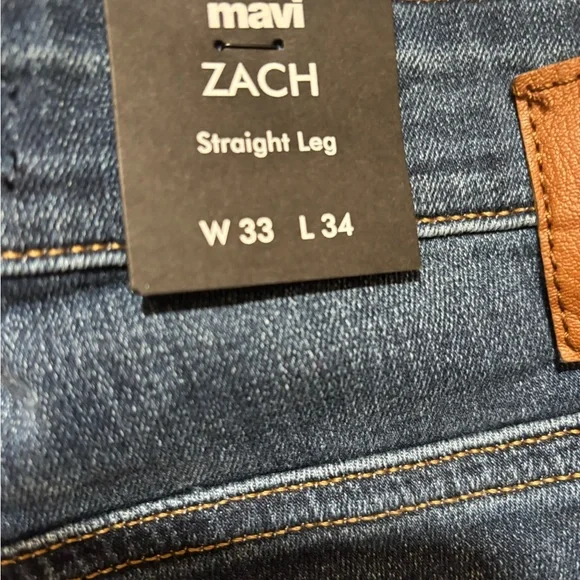 mavi
ZACH
Straight Leg
W 33 L 34